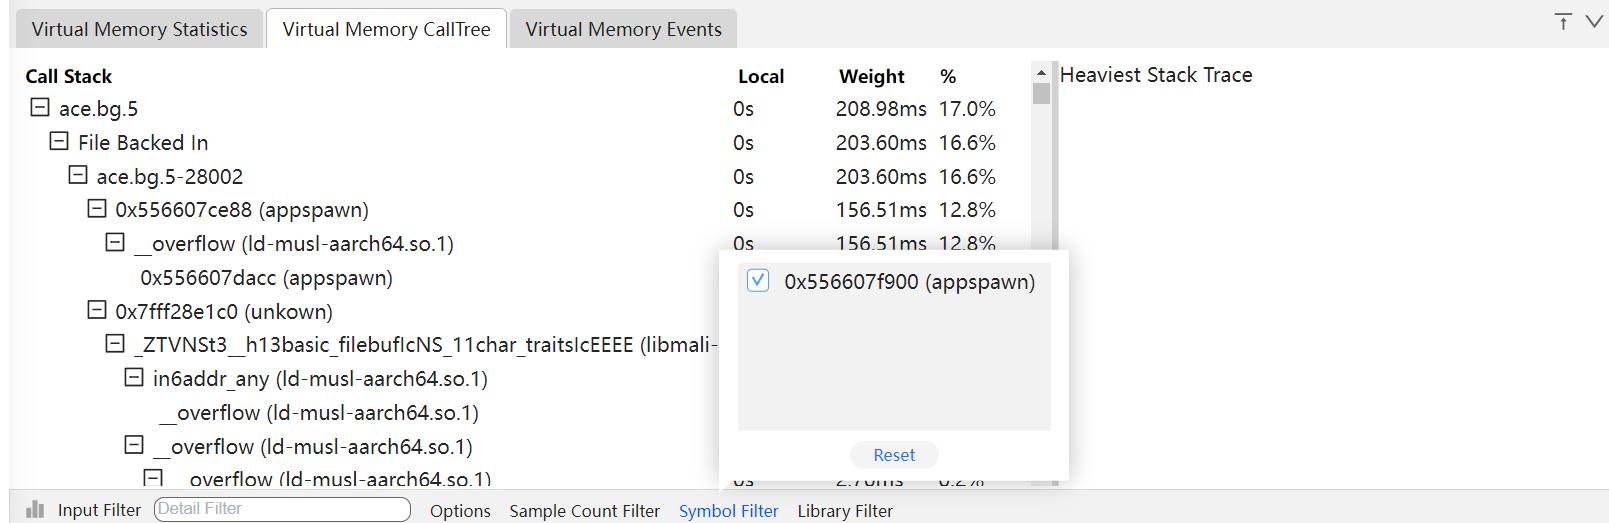 Virtual Memory Statistics Virtual Memory CallTree Virtual Memory Events
Call Stack Local Weight % Heaviest Stack Trace
ace.bg.5 0s 208.98ms 17.0%
File Backed In 0s 203.60ms 16.6%
ace.bg.5-28002 0s 203.60ms 16.6%
0x556607ce88 (appspawn) 0s 156.51ms 12.8%
__overflow (ld-musl-aarch64.so.1) 0s 156.51ms 12.8%
0x556607dacc (appspawn)
0x556607f900 (appspawn)
0x7fff28e1c0 (unkown)
_ZTVNSt3__h13basic_filebufIcNS_11char_traitsIcEEEE (libmali-
in6addr_any (ld-musl-aarch64.so.1)
__overflow (ld-musl-aarch64.so.1)
__overflow (ld-musl-aarch64.so.1)
Reset
__overflow (ld-musl-aarch64.so.1) 0s 2.70ms 0.2%
Input Filter Detail Filter Options Sample Count Filter Symbol Filter Library Filter